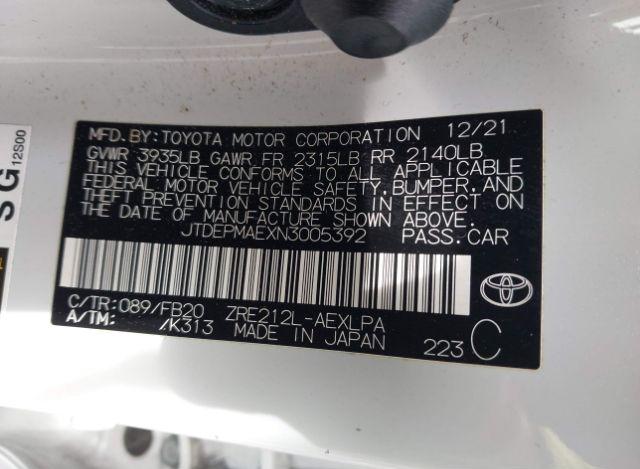 MFD.BY:TOYOTA MOTOR CORPORATION 12/21
GVWR 3935LB GAWR FR 2315LB RR 2140LB
THIS VEHICLE CONFORMS TO ALL APPLICABLE
FEDERAL MOTOR VEHICLE SAFETY,BUMPER,AND
THEFT PREVENTION STANDARDS IN EFFECT ON
THE DATE OF MANUFACTURE SHOWN ABOVE.
JTDEPMAEXN3005392 PASS.CAR
C/TR:089/FB20 ZRE212L-AEXLPA
A/TM: /K313 MADE IN JAPAN 223 C
SG
12S00